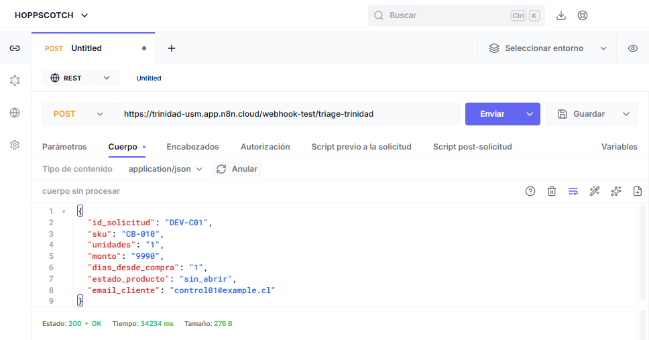 HOPPSCOTCH
Buscar
Ctrl K
POST Untitled
Seleccionar entorno
REST
Untitled
POST
https://trinidad-usm.app.n8n.cloud/webhook-test/triage-trinidad
Enviar
Guardar
Parámetros Cuerpo Encabezados Autorización Script previo a la solicitud Script post-solicitud Variables
Tipo de contenido application/json Anular
cuerpo sin procesar
1 {
2 "id_solicitud": "DEV-C01",
3 "sku": "CB-010",
4 "unidades": "1",
5 "monto": "9990",
6 "dias_desde_compra": "1",
7 "estado_producto": "sin_abrir",
8 "email_cliente": "control01@example.cl"
9 }
Estado: 200 • OK Tiempo: 34234 ms Tamaño: 276 B